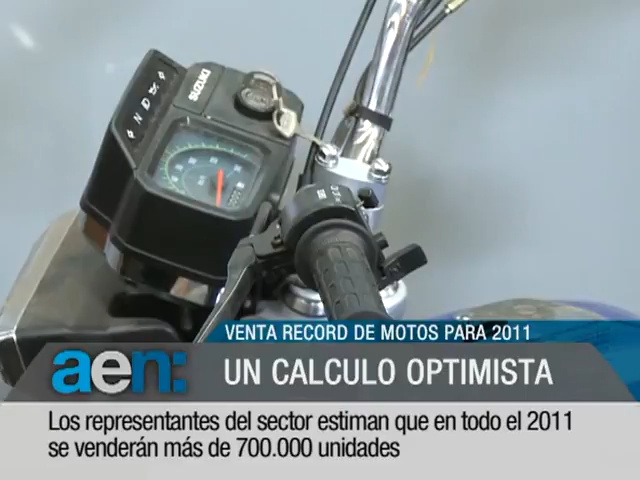 SUZUKI
N D
VENTA RECORD DE MOTOS PARA 2011
aen:
UN CALCULO OPTIMISTA
Los representantes del sector estiman que en todo el 2011
se venderán más de 700.000 unidades